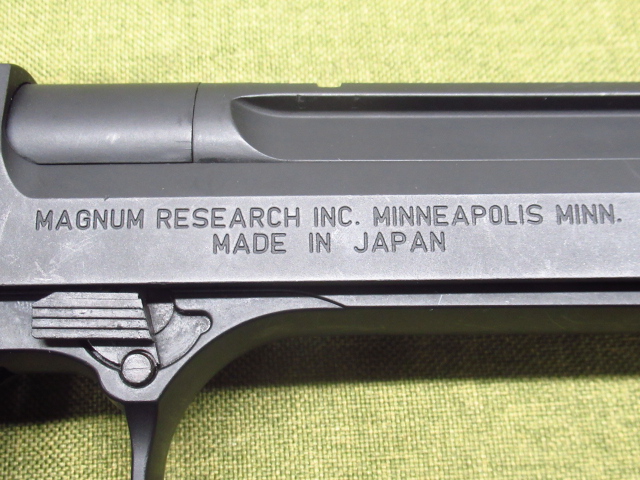 MAGNUM RESEARCH INC. MINNEAPOLIS MINN.
MADE IN JAPAN